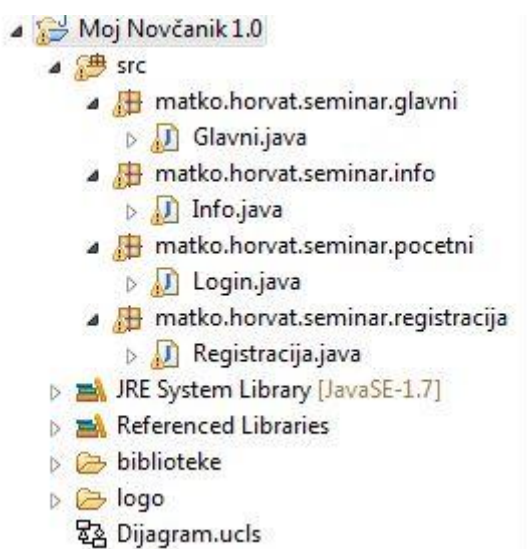 Moj Novčanik 1.0
src
matko.horvat.seminar.glavni
Glavni.java
matko.horvat.seminar.info
Info.java
matko.horvat.seminar.pocetni
Login.java
matko.horvat.seminar.registracija
Registracija.java
JRE System Library [JavaSE-1.7]
Referenced Libraries
biblioteke
logo
Dijagram.ucls